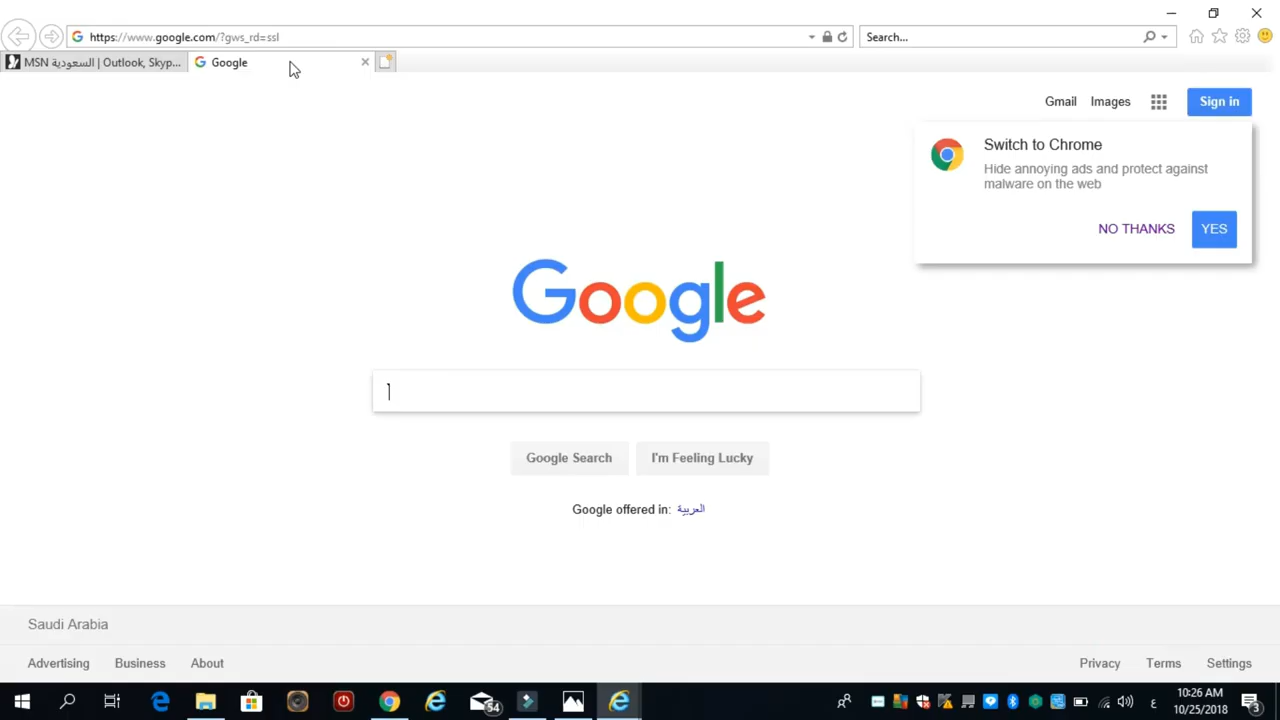 https://www.google.com/?gws_rd=ssl
Search...
MSN السعودية | Outlook, Skyp...
Google
Gmail
Images
Sign in
Switch to Chrome
Hide annoying ads and protect against
malware on the web
NO THANKS
YES
Google
Google Search
I'm Feeling Lucky
Google offered in: العربية
Saudi Arabia
Advertising
Business
About
Privacy
Terms
Settings
54
ع
10:26 AM
10/25/2018
3